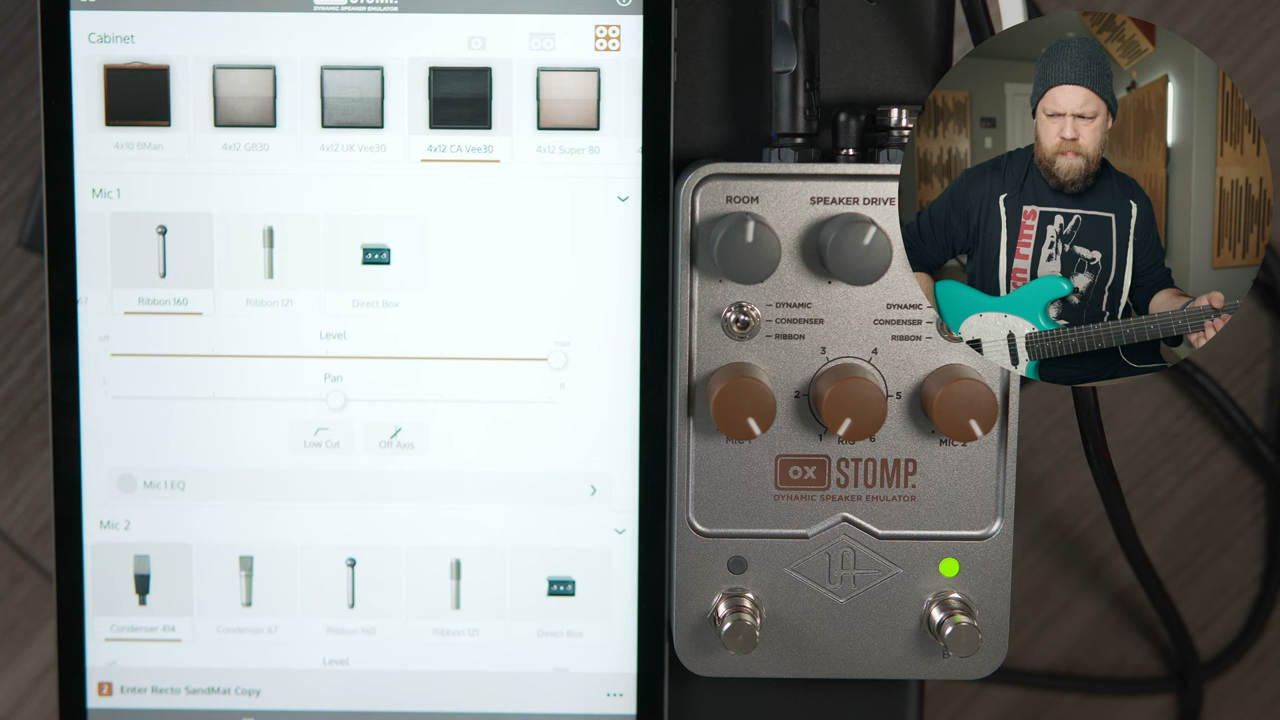 STOMP.
DYNAMIC SPEAKER EMULATOR
Cabinet
4x10 BMan
4x12 GB30
4x12 UK Vee30
4x12 CA Vee30
4x12 Super 80
Mic 1
Ribbon 160
Ribbon 121
Direct Box
Level
off
max
Pan
R
Low Cut
Off Axis
Mic 1 EQ
Mic 2
Condenser 414
Condenser 67
Ribbon 160
Ribbon 121
Direct Box
Level
2 Enter Recto SandMat Copy
ROOM
SPEAKER DRIVE
DYNAMIC
CONDENSER
RIBBON
DYNAMIC
CONDENSER
RIBBON
1 2 3 4 5 6
MIC 1
RIG
MIC 2
OX STOMP.
DYNAMIC SPEAKER EMULATOR
UA
B